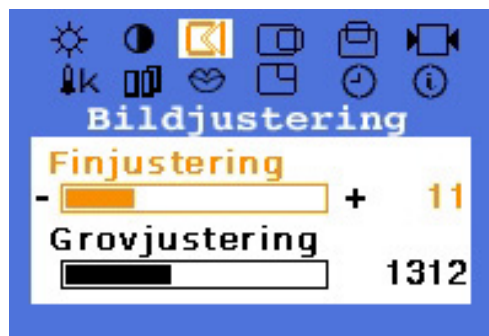 K
Bildjustering
Finjustering
- + 11
Grovjustering
1312